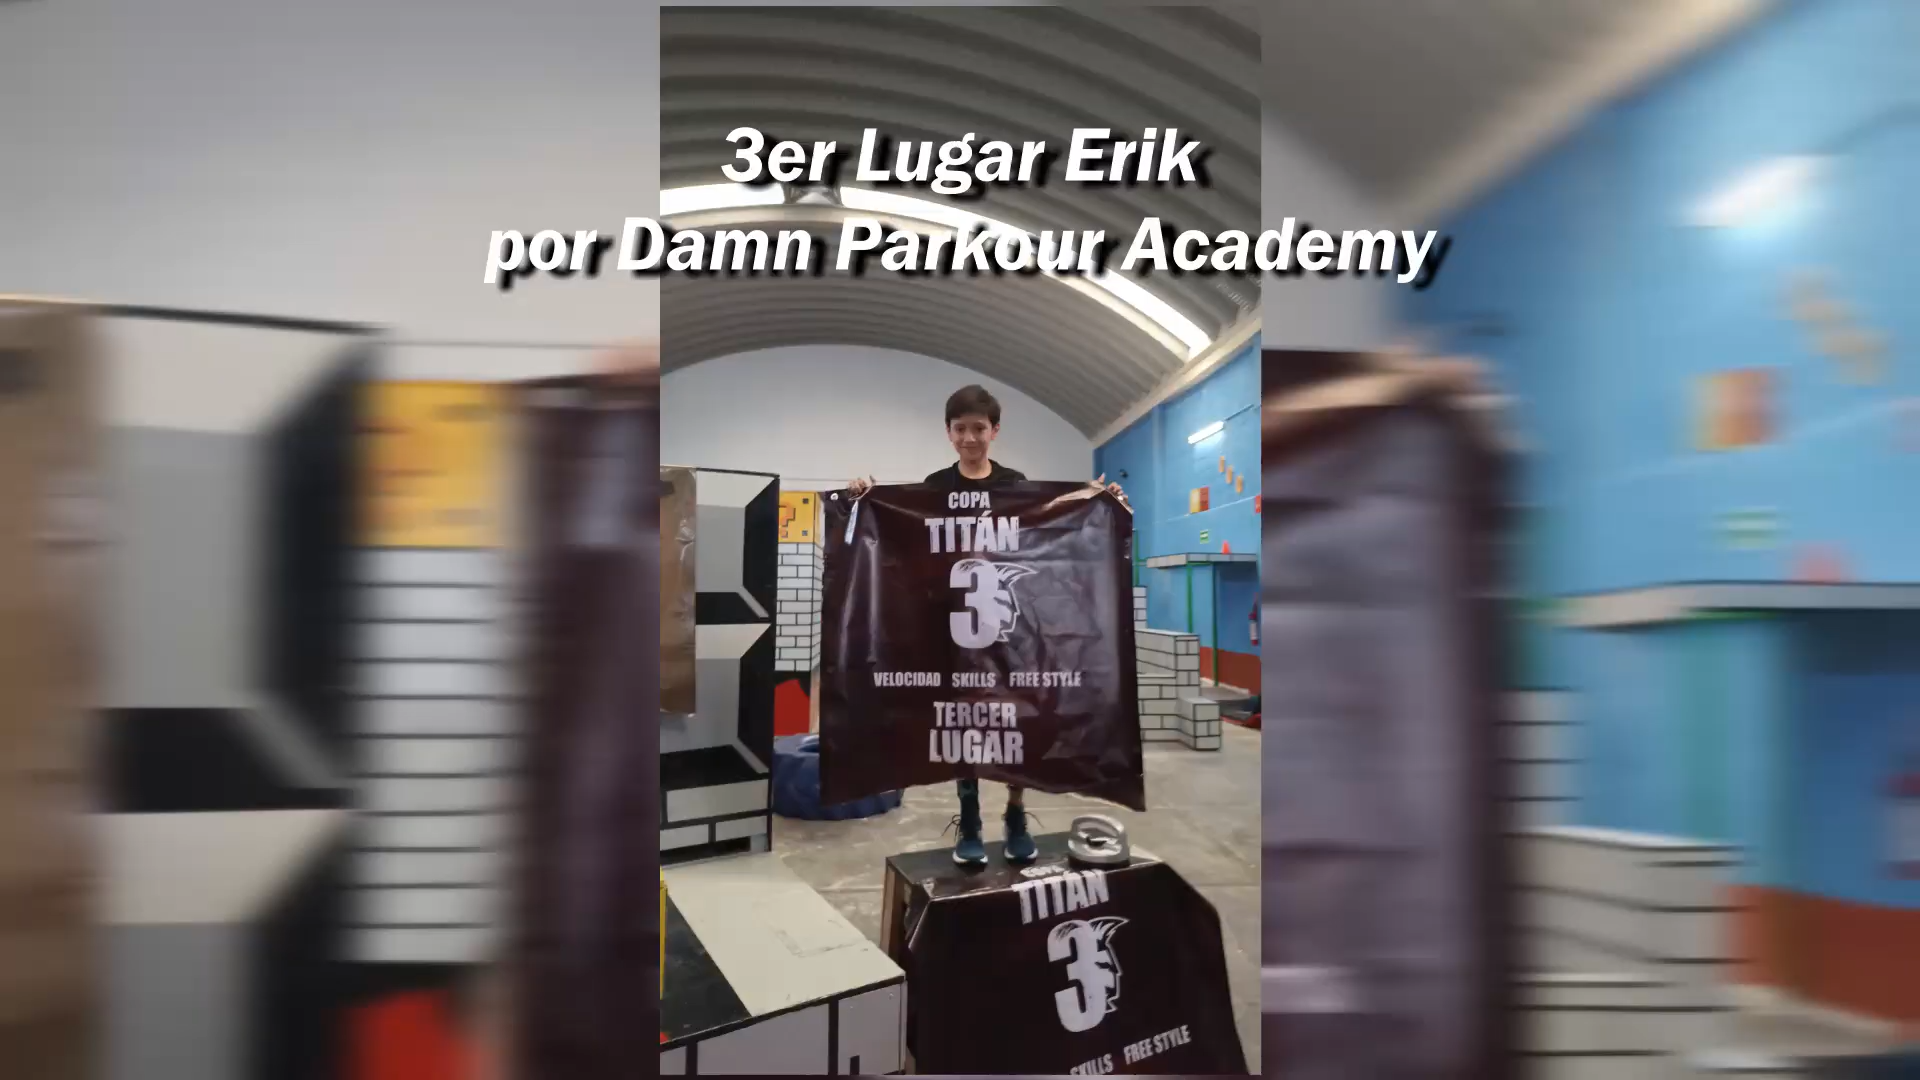 3er Lugar Erik
por Damn Parkour Academy
COPA
TITÁN
3
VELOCIDAD SKILLS FREE STYLE
TERCER
LUGAR
?
COPA
TITÁN
3
SKILLS FREE STYLE